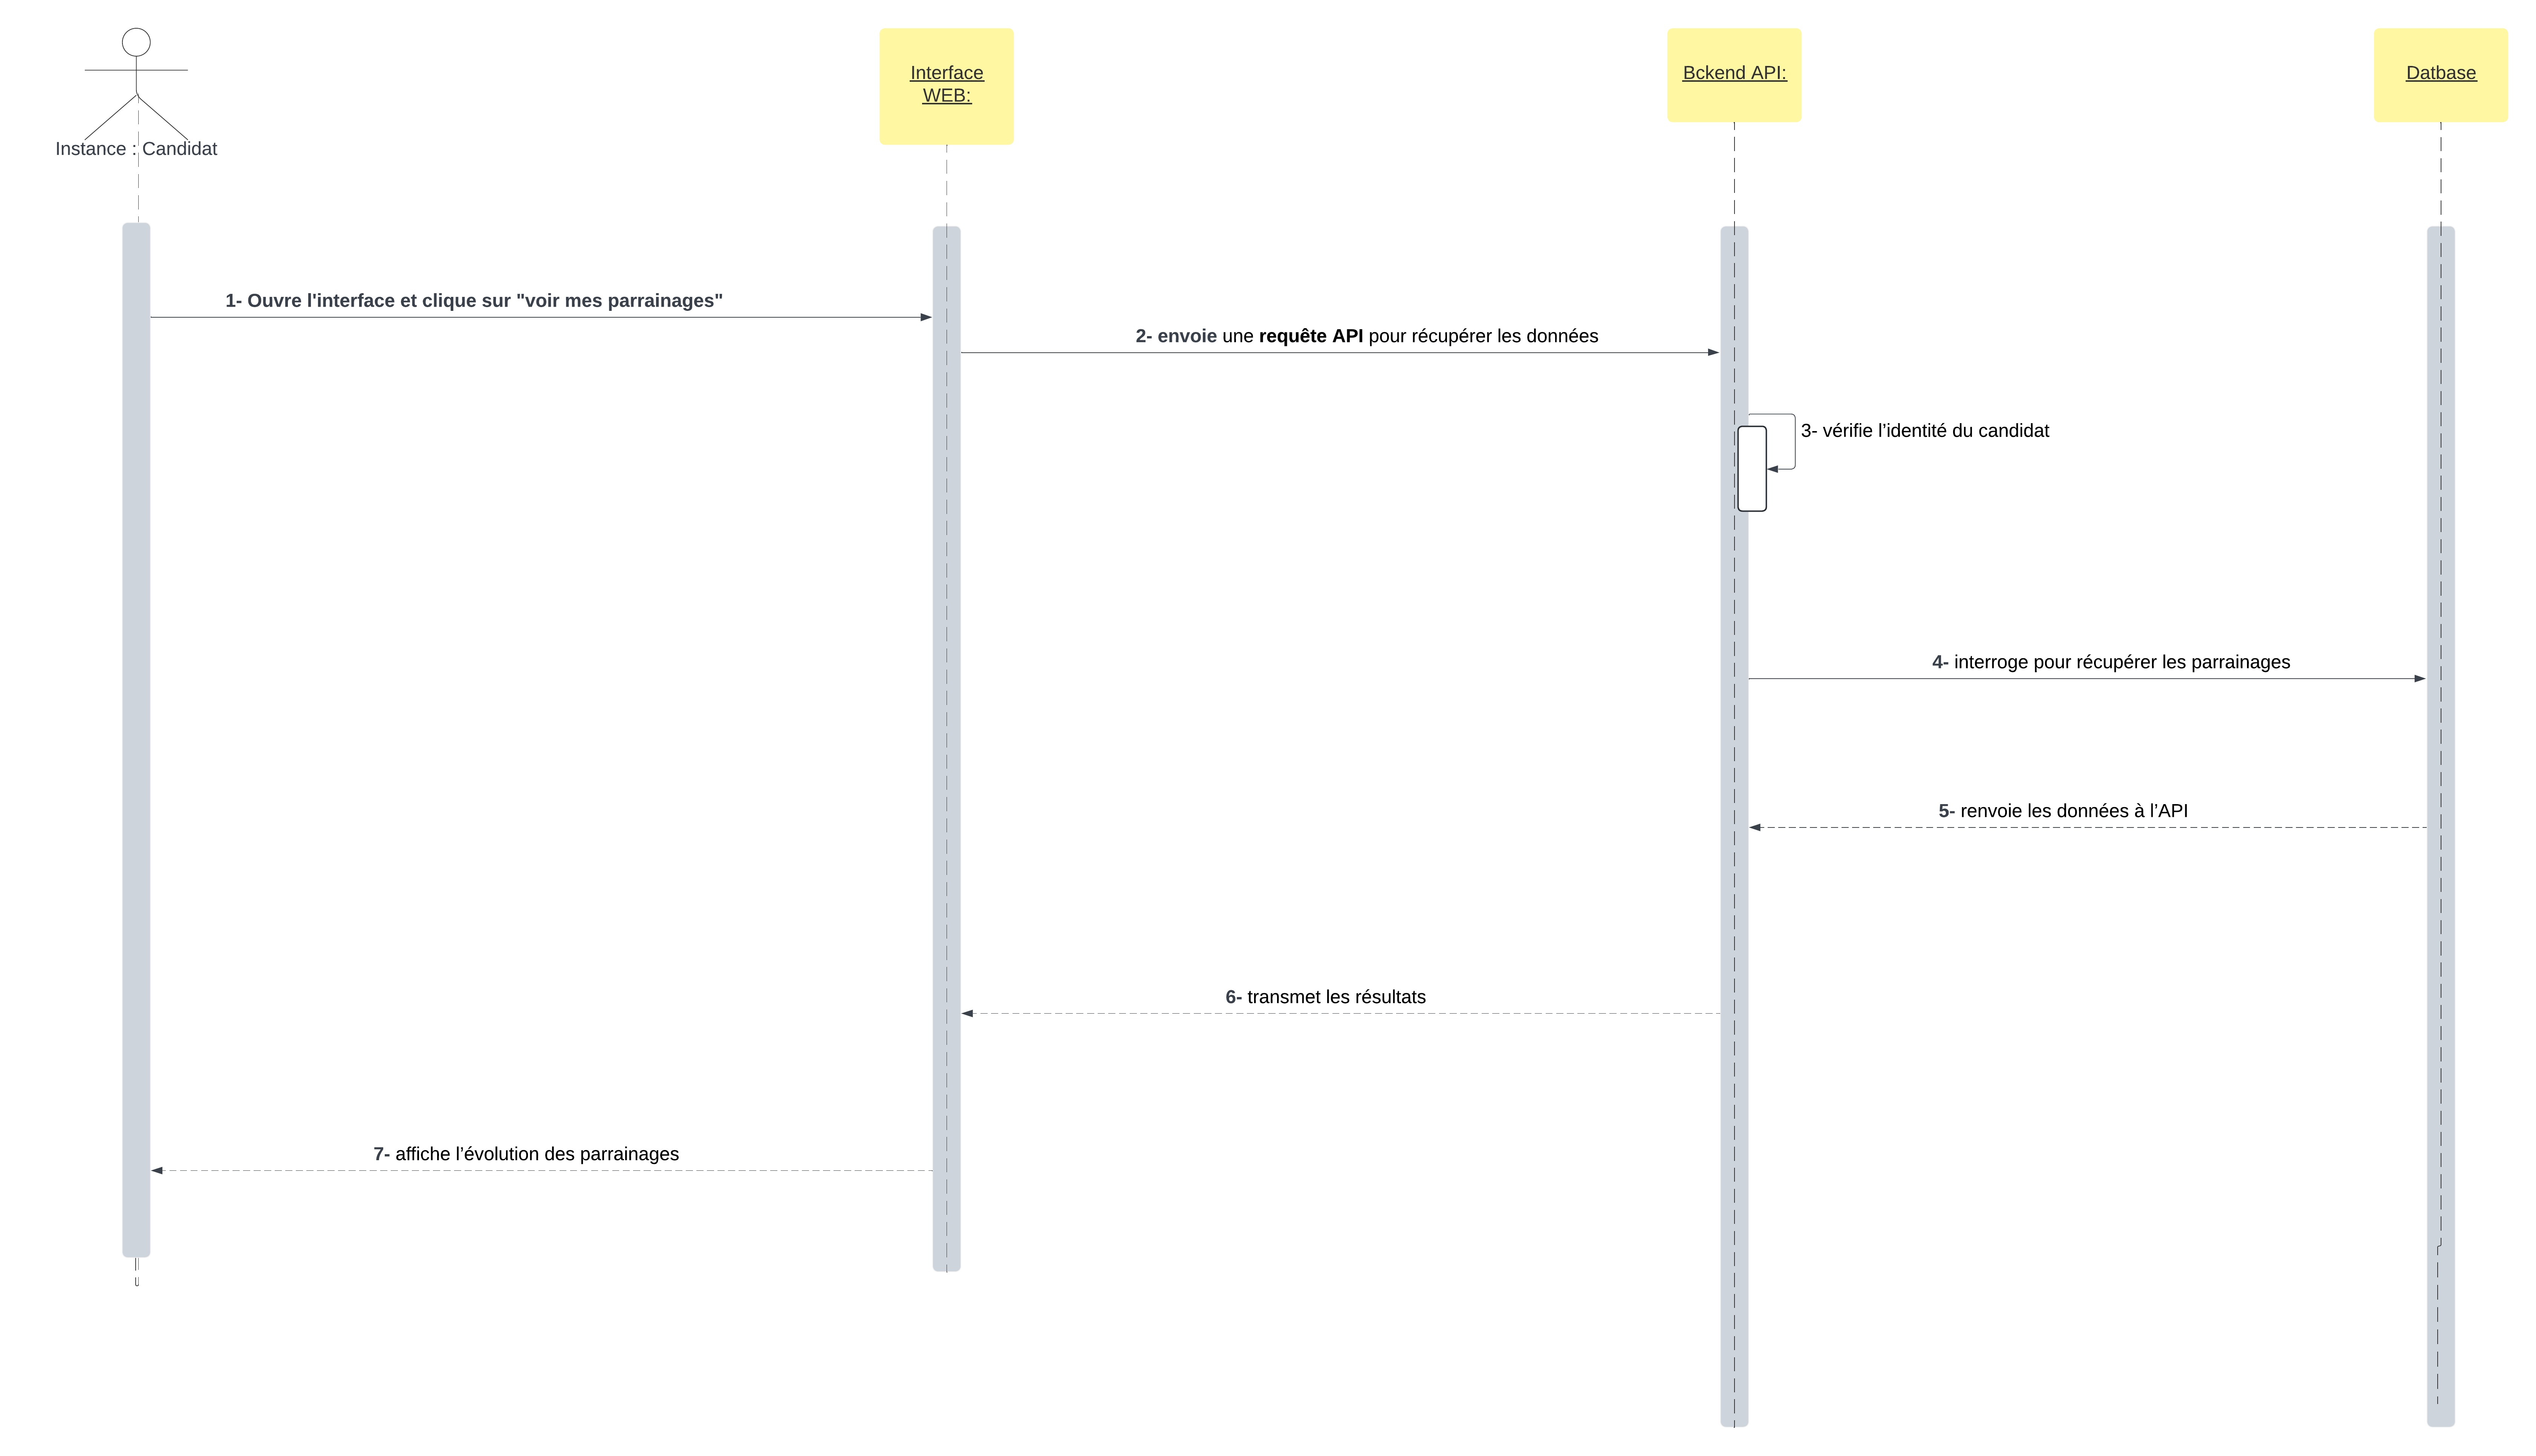 Instance : Candidat
Interface
WEB:
Bckend API:
Datbase
1- Ouvre l'interface et clique sur "voir mes parrainages"
2- envoie une requête API pour récupérer les données
3- vérifie l’identité du candidat
4- interroge pour récupérer les parrainages
5- renvoie les données à l’API
6- transmet les résultats
7- affiche l’évolution des parrainages